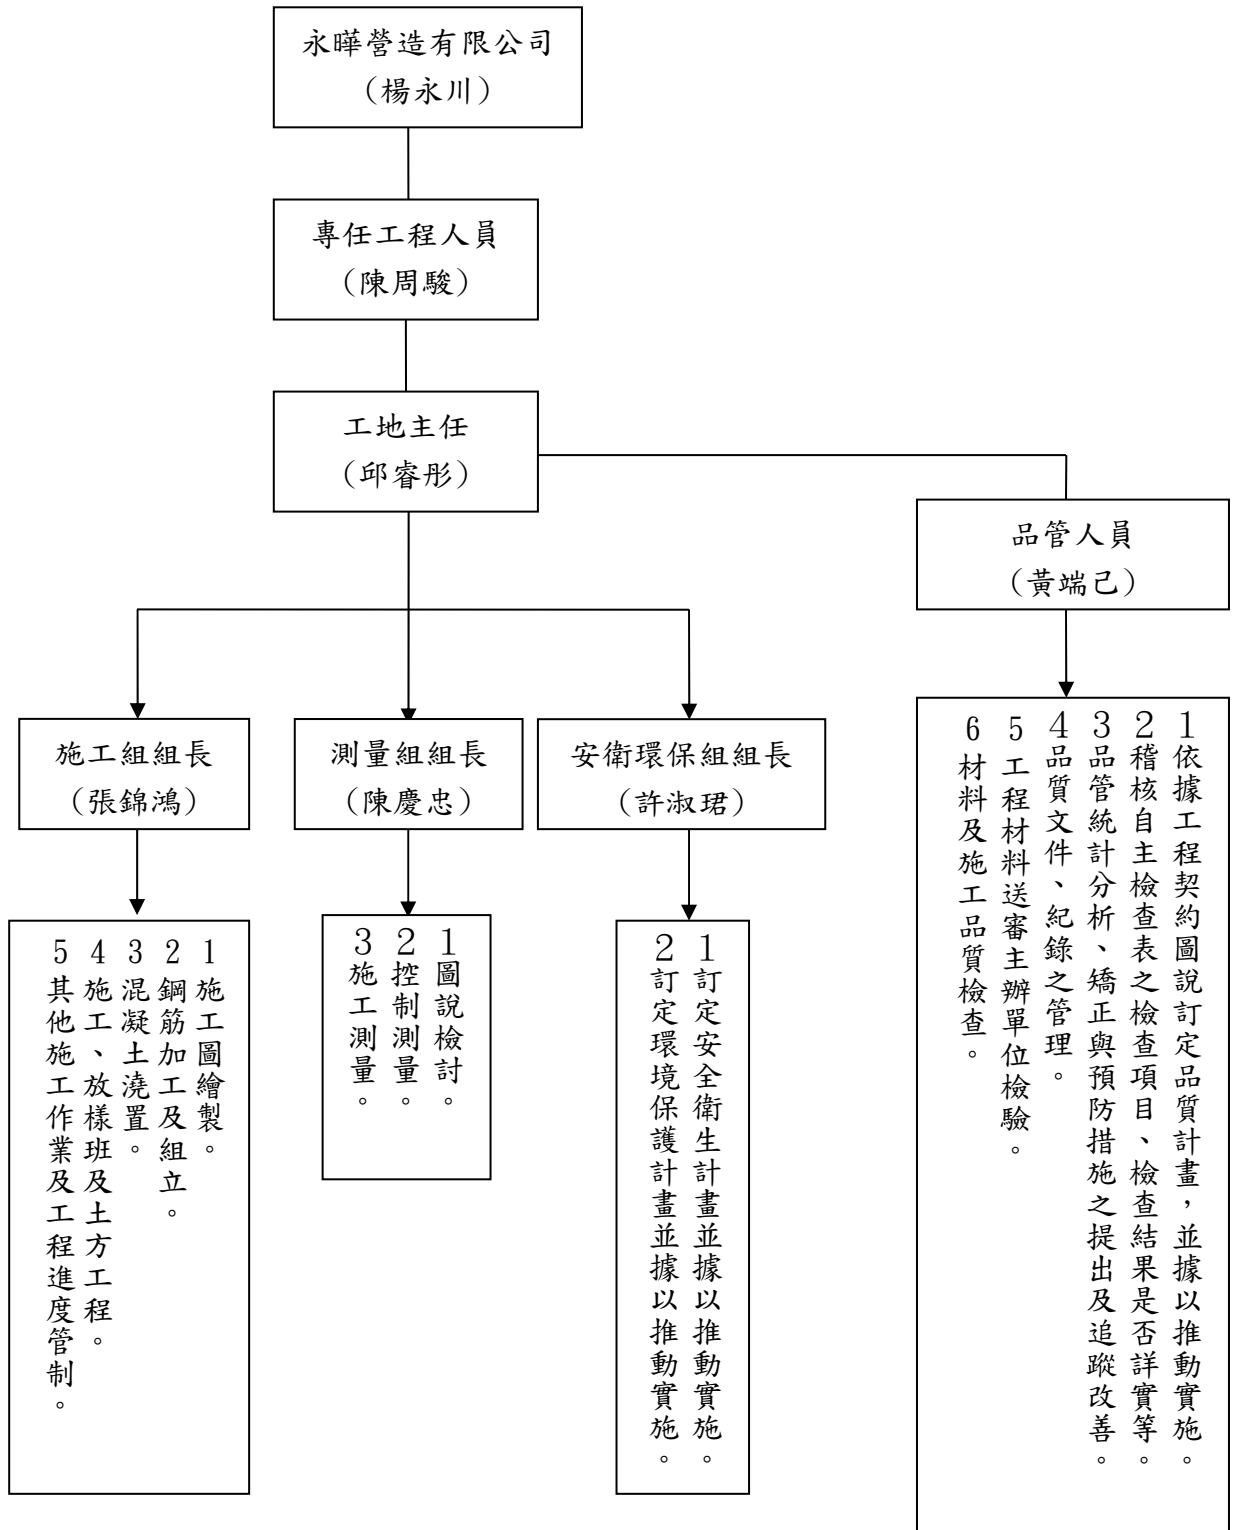 永曄營造有限公司
(楊永川)
專任工程人員
(陳周駿)
工地主任
(邱睿彤)
品管人員
(黃端己)
施工組組長
(張錦鴻)
測量組組長
(陳慶忠)
安衛環保組組長
(許淑珺)
1施工圖繪製。
2鋼筋加工及組立。
3混凝土澆置。
4施工、放樣班及土方工程。
5其他施工作業及工程進度管制。
1圖說檢討。
2控制測量。
3施工測量。
1訂定安全衛生計畫並據以推動實施。
2訂定環境保護計畫並據以推動實施。
1依據工程契約圖說訂定品質計畫，並據以推動實施。
2稽核自主檢查表之檢查項目、檢查結果是否詳實等。
3品管統計分析、矯正與預防措施之提出及追蹤改善。
4品質文件、紀錄之管理。
5工程材料送審主辦單位檢驗。
6材料及施工品質檢查。